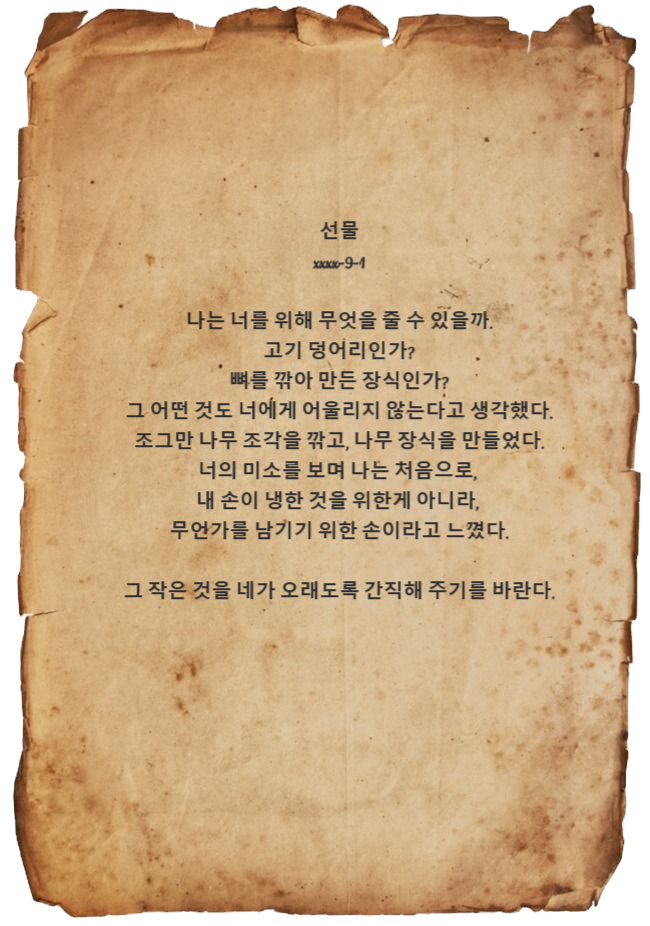 선물
xxxx-9-1
나는 너를 위해 무엇을 줄 수 있을까.
고기 덩어리인가?
뼈를 깎아 만든 장식인가?
그 어떤 것도 너에게 어울리지 않는다고 생각했다.
조그만 나무 조각을 깎고, 나무 장식을 만들었다.
너의 미소를 보며 나는 처음으로,
내 손이 냉한 것을 위한게 아니라,
무언가를 남기기 위한 손이라고 느꼈다.
그 작은 것을 네가 오래도록 간직해 주기를 바란다.